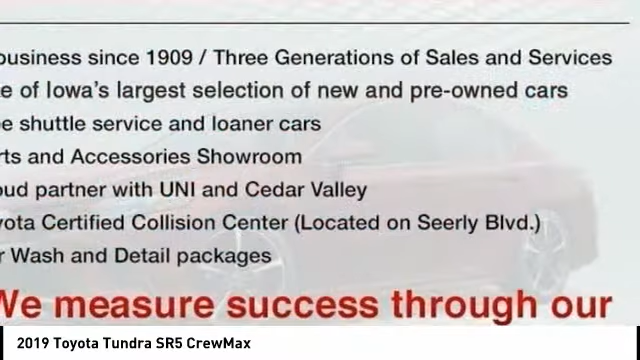 business since 1909 / Three Generations of Sales and Services
e of Iowa's largest selection of new and pre-owned cars
e shuttle service and loaner cars
rts and Accessories Showroom
oud partner with UNI and Cedar Valley
yota Certified Collision Center (Located on Seerly Blvd.)
r Wash and Detail packages
We measure success through our
2019 Toyota Tundra SR5 CrewMax